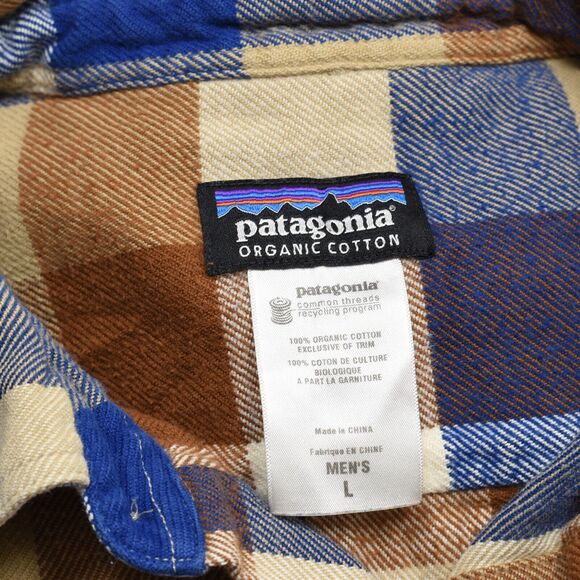 patagonia®
ORGANIC COTTON
patagonia®
common threads
recycling program
100% ORGANIC COTTON
EXCLUSIVE OF TRIM
100% COTON DE CULTURE
BIOLOGIQUE
A PART LA GARNITURE
Made in CHINA
Fabrique EN CHINE
MEN'S
L